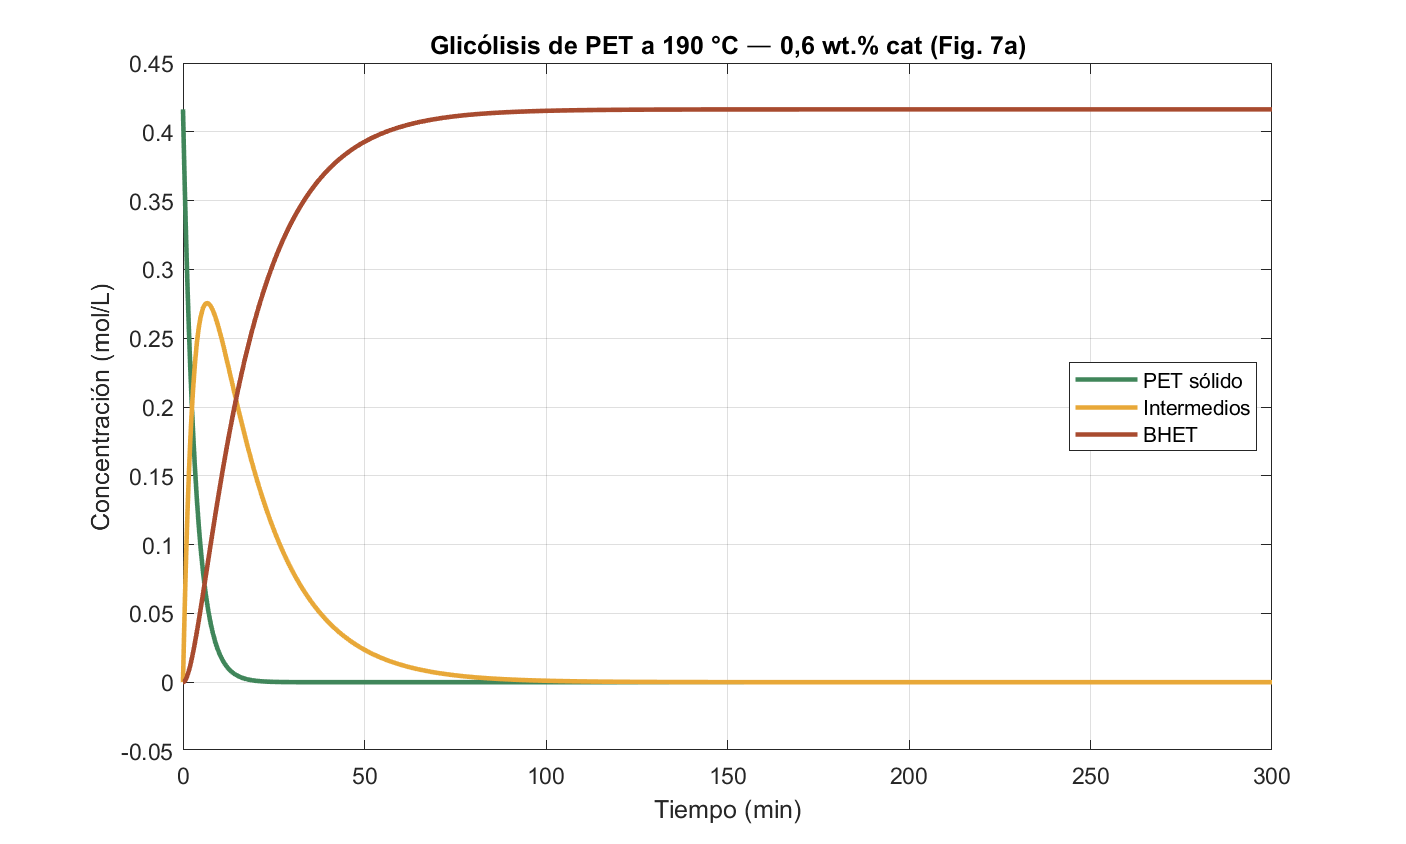 Glicólisis de PET a 190 °C — 0,6 wt.% cat (Fig. 7a)
0.45
0.4
0.35
0.3
0.25
0.2
0.15
0.1
0.05
0
-0.05
Concentración (mol/L)
PET sólido
Intermedios
BHET
0 50 100 150 200 250 300
Tiempo (min)